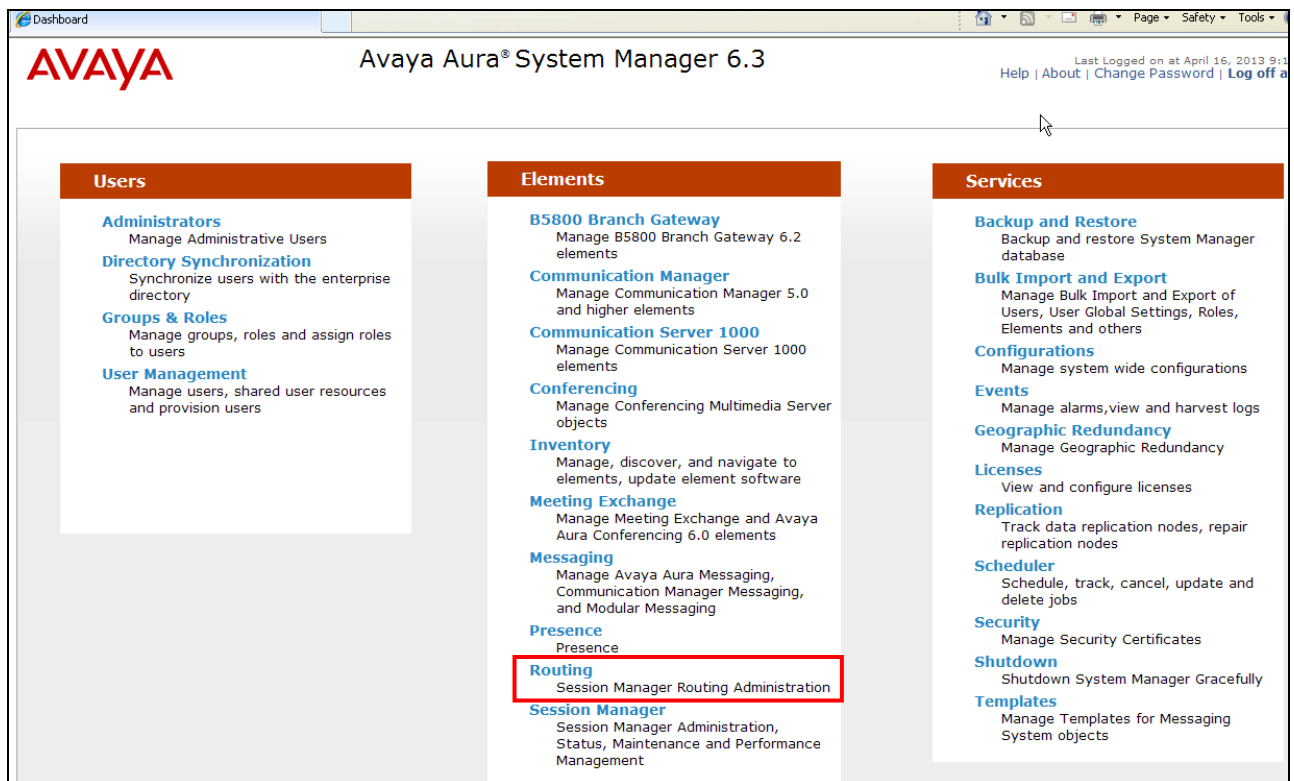 Dashboard
Page Safety Tools
AVAYA
Avaya Aura® System Manager 6.3
Last Logged on at April 16, 2013 9:1
Help | About | Change Password | Log off a
Users
Administrators
Manage Administrative Users
Directory Synchronization
Synchronize users with the enterprise
directory
Groups & Roles
Manage groups, roles and assign roles
to users
User Management
Manage users, shared user resources
and provision users
Elements
B5800 Branch Gateway
Manage B5800 Branch Gateway 6.2
elements
Communication Manager
Manage Communication Manager 5.0
and higher elements
Communication Server 1000
Manage Communication Server 1000
elements
Conferencing
Manage Conferencing Multimedia Server
objects
Inventory
Manage, discover, and navigate to
elements, update element software
Meeting Exchange
Manage Meeting Exchange and Avaya
Aura Conferencing 6.0 elements
Messaging
Manage Avaya Aura Messaging,
Communication Manager Messaging,
and Modular Messaging
Presence
Presence
Routing
Session Manager Routing Administration
Session Manager
Session Manager Administration,
Status, Maintenance and Performance
Management
Services
Backup and Restore
Backup and restore System Manager
database
Bulk Import and Export
Manage Bulk Import and Export of
Users, User Global Settings, Roles,
Elements and others
Configurations
Manage system wide configurations
Events
Manage alarms,view and harvest logs
Geographic Redundancy
Manage Geographic Redundancy
Licenses
View and configure licenses
Replication
Track data replication nodes, repair
replication nodes
Scheduler
Schedule, track, cancel, update and
delete jobs
Security
Manage Security Certificates
Shutdown
Shutdown System Manager Gracefully
Templates
Manage Templates for Messaging
System objects